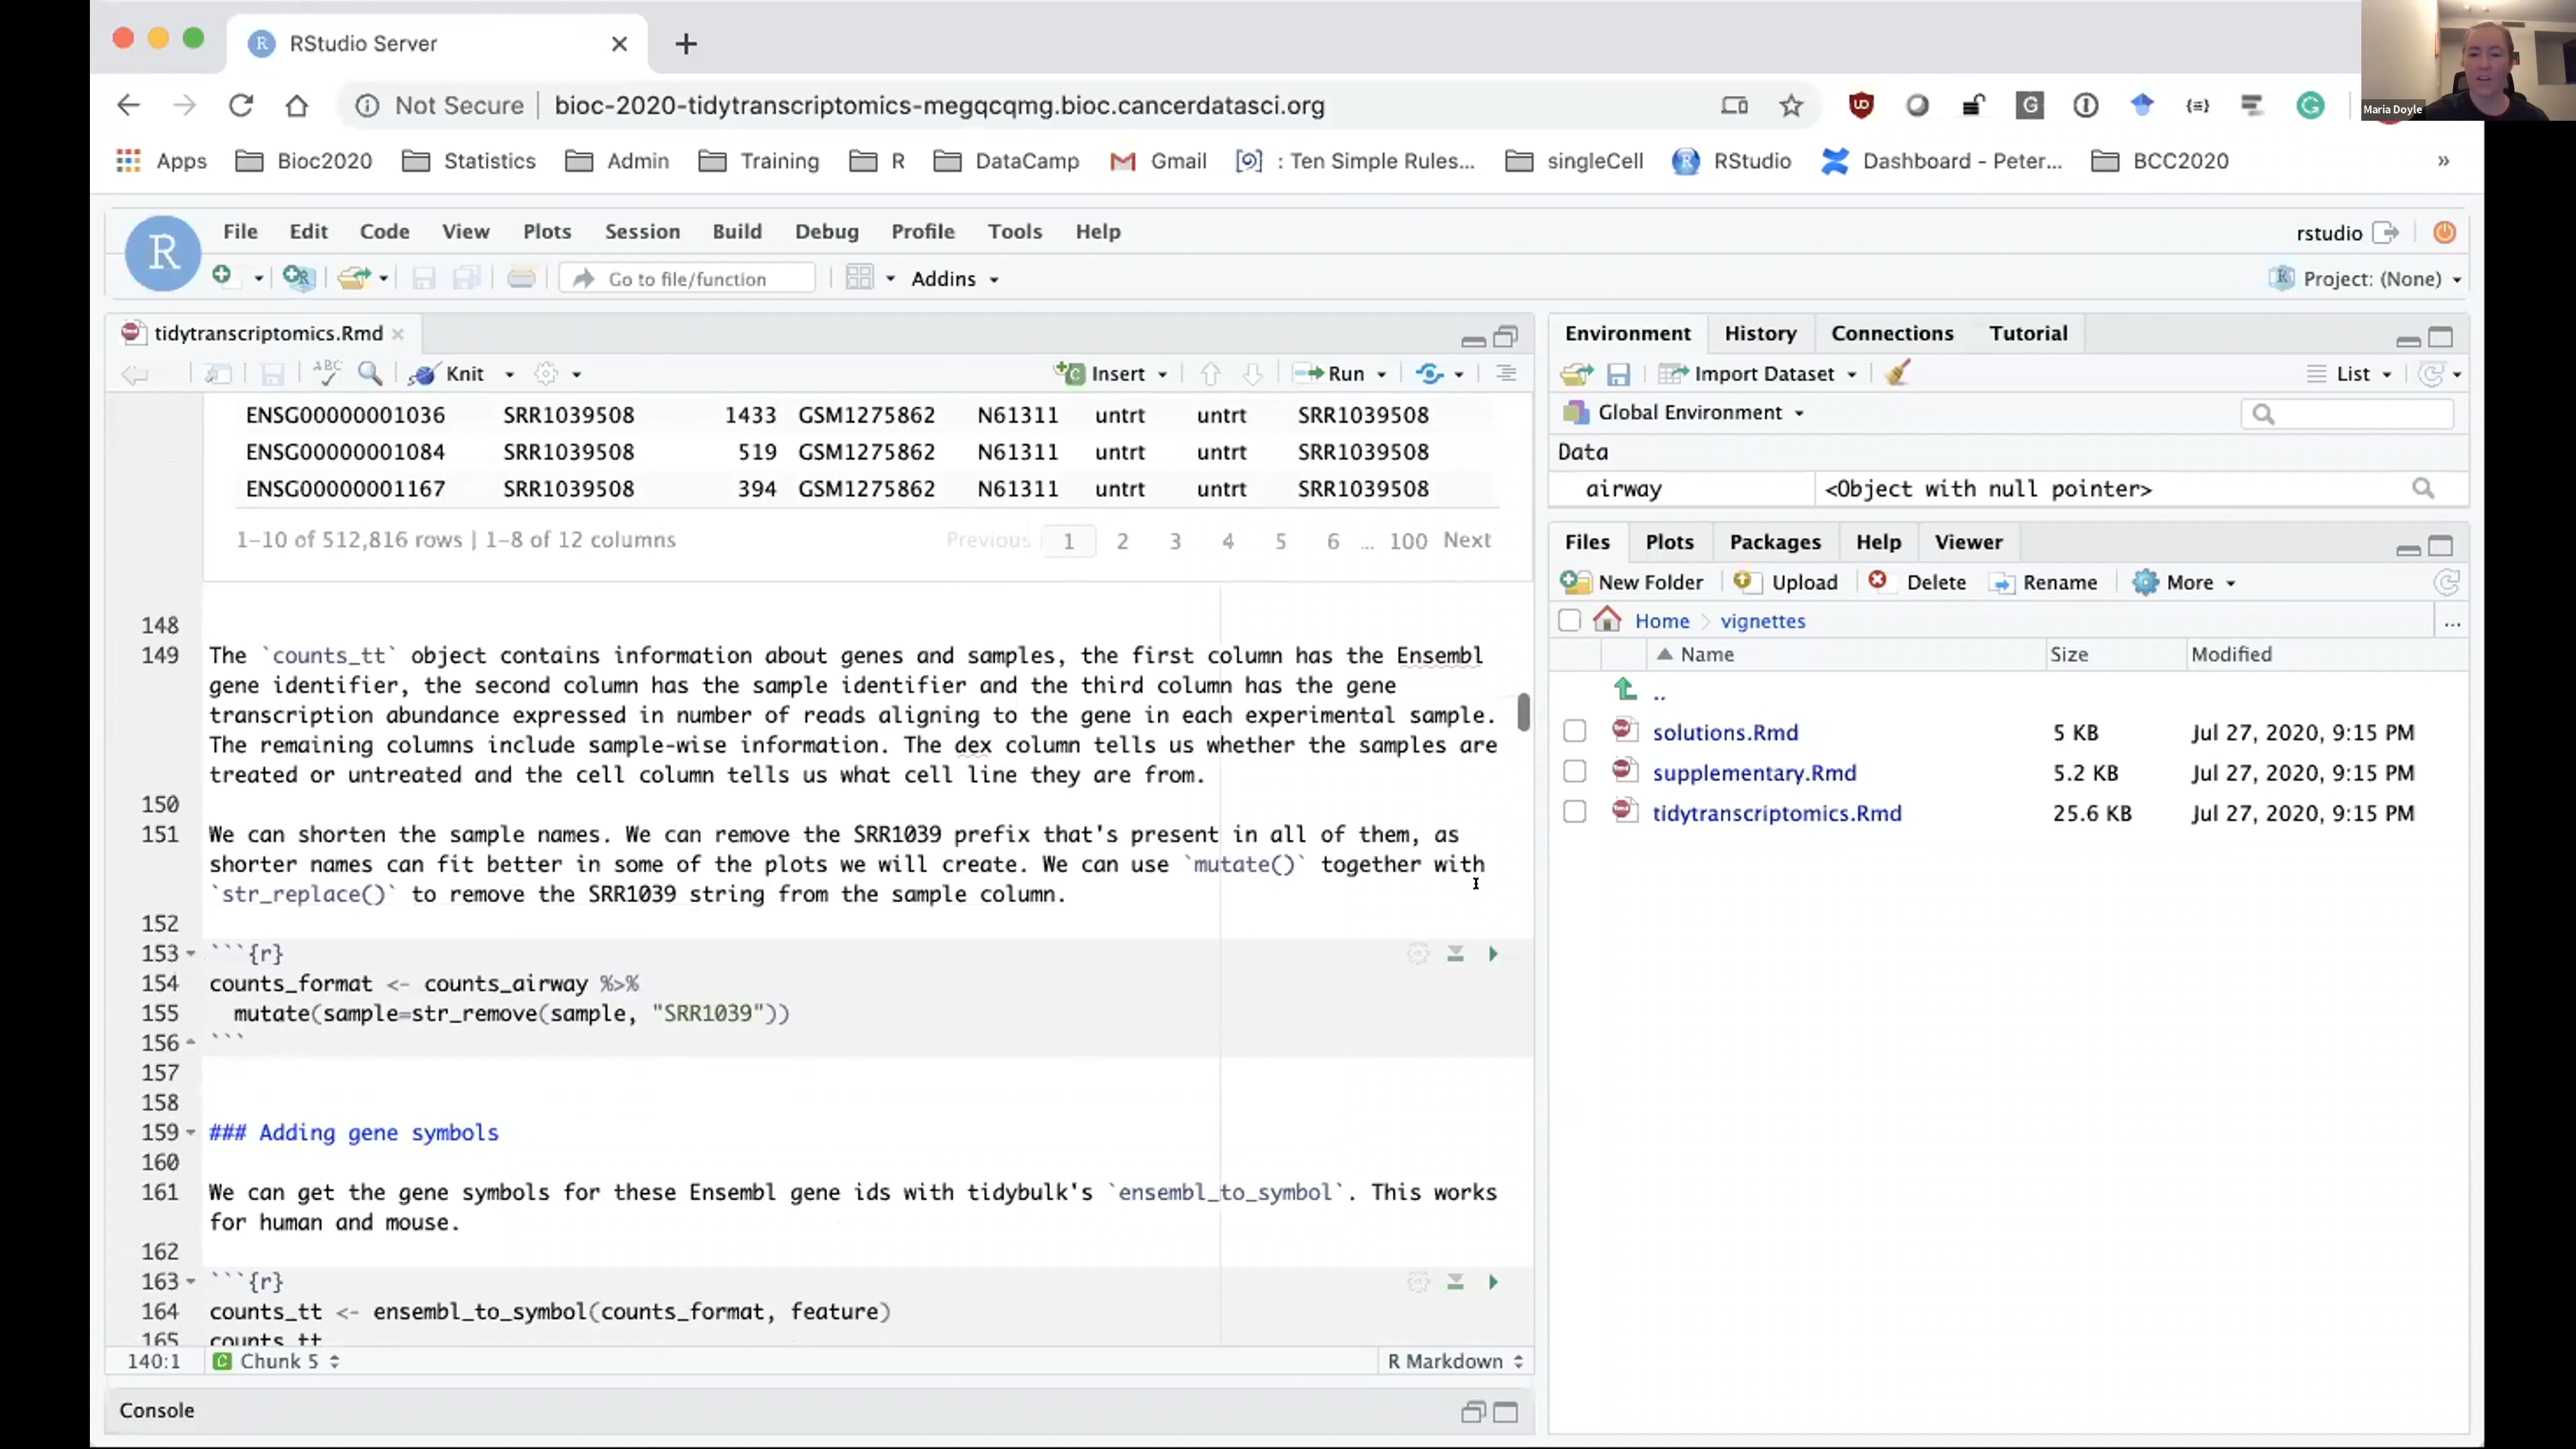 RStudio Server
Not Secure bioc-2020-tidytranscriptomics-megqcqmg.bioc.cancerdatasci.org
Maria Doyle
Apps Bioc2020 Statistics Admin Training R DataCamp Gmail : Ten Simple Rules... singleCell RStudio Dashboard - Peter... BCC2020 »
File Edit Code View Plots Session Build Debug Profile Tools Help
rstudio
Go to file/function Addins
Project: (None)
tidytranscriptomics.Rmd
ABC Knit Insert Run
ENSG00000001036 SRR1039508 1433 GSM1275862 N61311 untrt untrt SRR1039508
ENSG00000001084 SRR1039508 519 GSM1275862 N61311 untrt untrt SRR1039508
ENSG00000001167 SRR1039508 394 GSM1275862 N61311 untrt untrt SRR1039508
1–10 of 512,816 rows | 1–8 of 12 columns Previous 1 2 3 4 5 6 ... 100 Next
148
149 The `counts_tt` object contains information about genes and samples, the first column has the Ensembl
gene identifier, the second column has the sample identifier and the third column has the gene
transcription abundance expressed in number of reads aligning to the gene in each experimental sample.
The remaining columns include sample-wise information. The dex column tells us whether the samples are
treated or untreated and the cell column tells us what cell line they are from.
150
151 We can shorten the sample names. We can remove the SRR1039 prefix that's present in all of them, as
shorter names can fit better in some of the plots we will create. We can use `mutate()` together with
`str_replace()` to remove the SRR1039 string from the sample column.
152
153 ```{r}
154 counts_format <- counts_airway %>%
155 mutate(sample=str_remove(sample, "SRR1039"))
156 ```
157
158
159 ### Adding gene symbols
160
161 We can get the gene symbols for these Ensembl gene ids with tidybulk's `ensembl_to_symbol`. This works
for human and mouse.
162
163 ```{r}
164 counts_tt <- ensembl_to_symbol(counts_format, feature)
165 counts_tt
140:1 Chunk 5 R Markdown
Console
Environment History Connections Tutorial
Import Dataset List
Global Environment
Data
airway <Object with null pointer>
Files Plots Packages Help Viewer
New Folder Upload Delete Rename More
Home vignettes ...
Name Size Modified
..
solutions.Rmd 5 KB Jul 27, 2020, 9:15 PM
supplementary.Rmd 5.2 KB Jul 27, 2020, 9:15 PM
tidytranscriptomics.Rmd 25.6 KB Jul 27, 2020, 9:15 PM